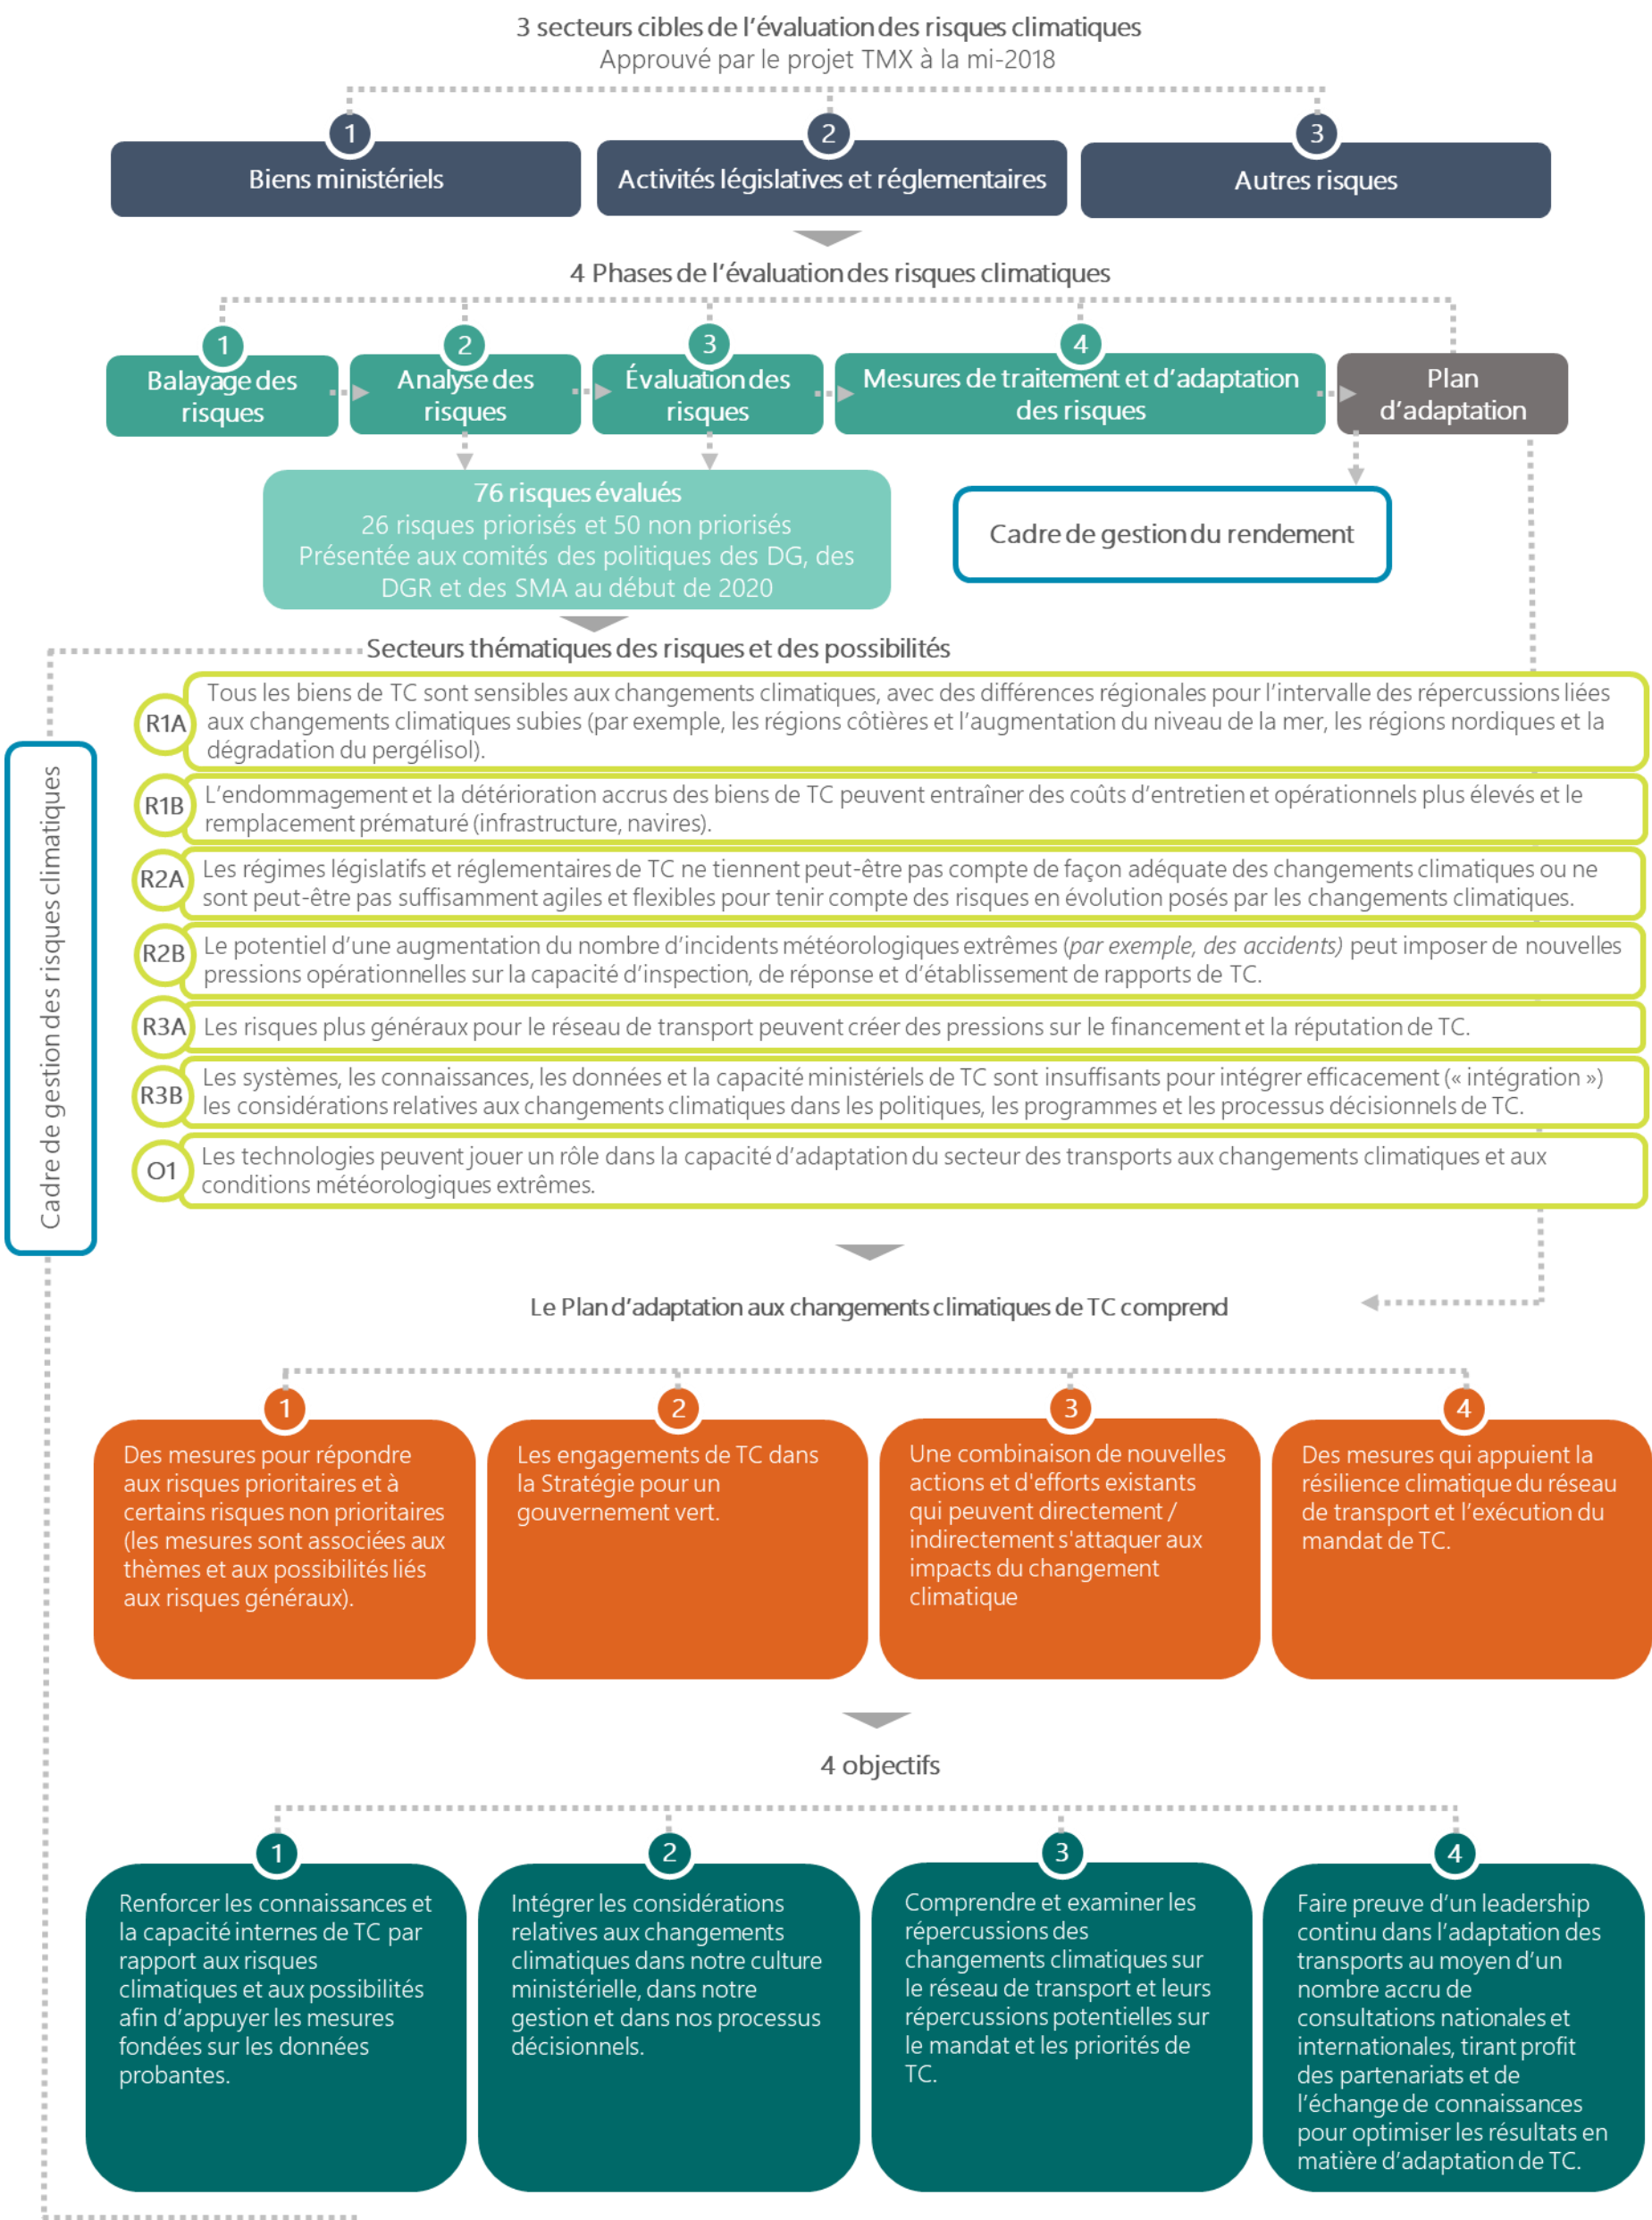 3 secteurs cibles de l'évaluation des risques climatiques
Approuvé par le projet TMX à la mi-2018
1
Biens ministériels
2
Activités législatives et réglementaires
3
Autres risques
4 Phases de l'évaluation des risques climatiques
1
Balayage des
risques
2
Analyse des
risques
3
Évaluation des
risques
4
Mesures de traitement et d'adaptation
des risques
Plan
d'adaptation
76 risques évalués
26 risques priorisés et 50 non priorisés
Présentée aux comités des politiques des DG, des
DGR et des SMA au début de 2020
Cadre de gestion du rendement
Secteurs thématiques des risques et des possibilités
Cadre de gestion des risques climatiques
R1A
Tous les biens de TC sont sensibles aux changements climatiques, avec des différences régionales pour l'intervalle des répercussions liées
aux changements climatiques subies (par exemple, les régions côtières et l'augmentation du niveau de la mer, les régions nordiques et la
dégradation du pergélisol).
R1B
L'endommagement et la détérioration accrus des biens de TC peuvent entraîner des coûts d'entretien et opérationnels plus élevés et le
remplacement prématuré (infrastructure, navires).
R2A
Les régimes législatifs et réglementaires de TC ne tiennent peut-être pas compte de façon adéquate des changements climatiques ou ne
sont peut-être pas suffisamment agiles et flexibles pour tenir compte des risques en évolution posés par les changements climatiques.
R2B
Le potentiel d'une augmentation du nombre d'incidents météorologiques extrêmes (par exemple, des accidents) peut imposer de nouvelles
pressions opérationnelles sur la capacité d'inspection, de réponse et d'établissement de rapports de TC.
R3A
Les risques plus généraux pour le réseau de transport peuvent créer des pressions sur le financement et la réputation de TC.
R3B
Les systèmes, les connaissances, les données et la capacité ministériels de TC sont insuffisants pour intégrer efficacement (« intégration »)
les considérations relatives aux changements climatiques dans les politiques, les programmes et les processus décisionnels de TC.
O1
Les technologies peuvent jouer un rôle dans la capacité d'adaptation du secteur des transports aux changements climatiques et aux
conditions météorologiques extrêmes.
Le Plan d'adaptation aux changements climatiques de TC comprend
1
Des mesures pour répondre
aux risques prioritaires et à
certains risques non prioritaires
(les mesures sont associées aux
thèmes et aux possibilités liés
aux risques généraux).
2
Les engagements de TC dans
la Stratégie pour un
gouvernement vert.
3
Une combinaison de nouvelles
actions et d'efforts existants
qui peuvent directement /
indirectement s'attaquer aux
impacts du changement
climatique
4
Des mesures qui appuient la
résilience climatique du réseau
de transport et l'exécution du
mandat de TC.
4 objectifs
1
Renforcer les connaissances et
la capacité internes de TC par
rapport aux risques
climatiques et aux possibilités
afin d'appuyer les mesures
fondées sur les données
probantes.
2
Intégrer les considérations
relatives aux changements
climatiques dans notre culture
ministérielle, dans notre
gestion et dans nos processus
décisionnels.
3
Comprendre et examiner les
répercussions des
changements climatiques sur
le réseau de transport et leurs
répercussions potentielles sur
le mandat et les priorités de
TC.
4
Faire preuve d'un leadership
continu dans l'adaptation des
transports au moyen d'un
nombre accru de
consultations nationales et
internationales, tirant profit
des partenariats et de
l'échange de connaissances
pour optimiser les résultats en
matière d'adaptation de TC.